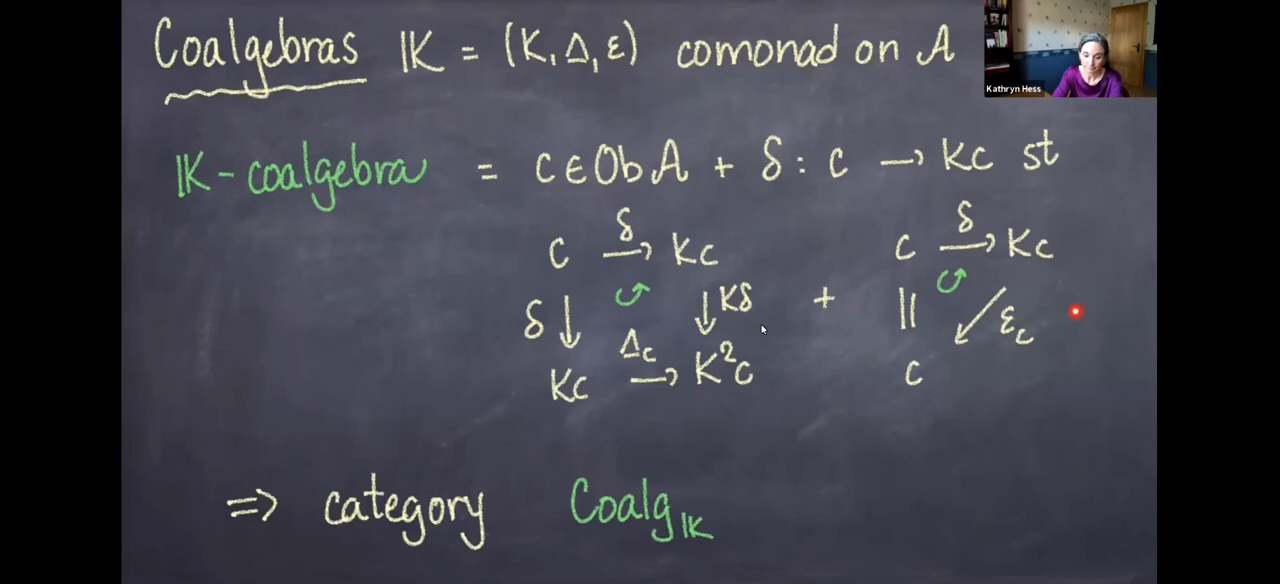 Coalgebras 𝕂 = (K, Δ, ε) comonad on A
Kathryn Hess
𝕂-coalgebra = c ∈ Ob A + δ : c → Kc st
c δ→ Kc
δ ↓ ↺ ↓ Kδ
Kc Δc→ K²c
+
c δ→ Kc
|| ↺ ↙ εc
c
⇒ category Coalg𝕂